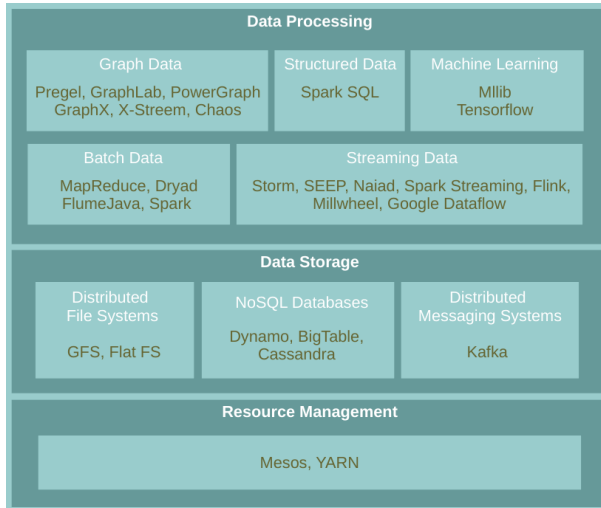 Data Processing
Graph Data
Pregel, GraphLab, PowerGraph
GraphX, X-Streem, Chaos
Structured Data
Spark SQL
Machine Learning
Mllib
Tensorflow
Batch Data
MapReduce, Dryad
FlumeJava, Spark
Streaming Data
Storm, SEEP, Naiad, Spark Streaming, Flink,
Millwheel, Google Dataflow
Data Storage
Distributed
File Systems
GFS, Flat FS
NoSQL Databases
Dynamo, BigTable,
Cassandra
Distributed
Messaging Systems
Kafka
Resource Management
Mesos, YARN